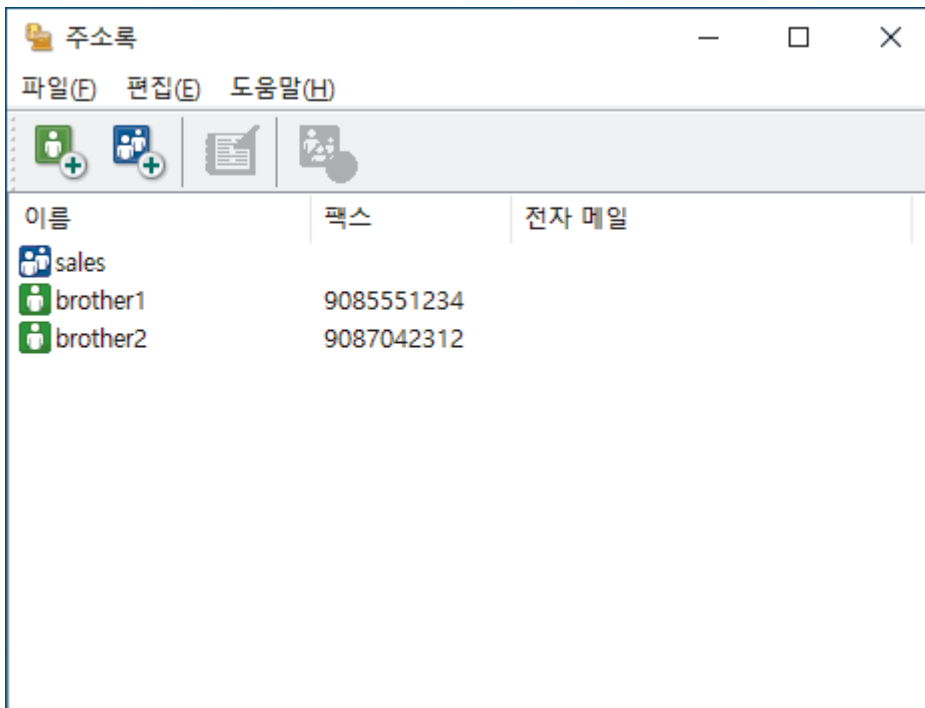 주소록
파일(F) 편집(E) 도움말(H)
이름 팩스 전자 메일
sales
brother1 9085551234
brother2 9087042312